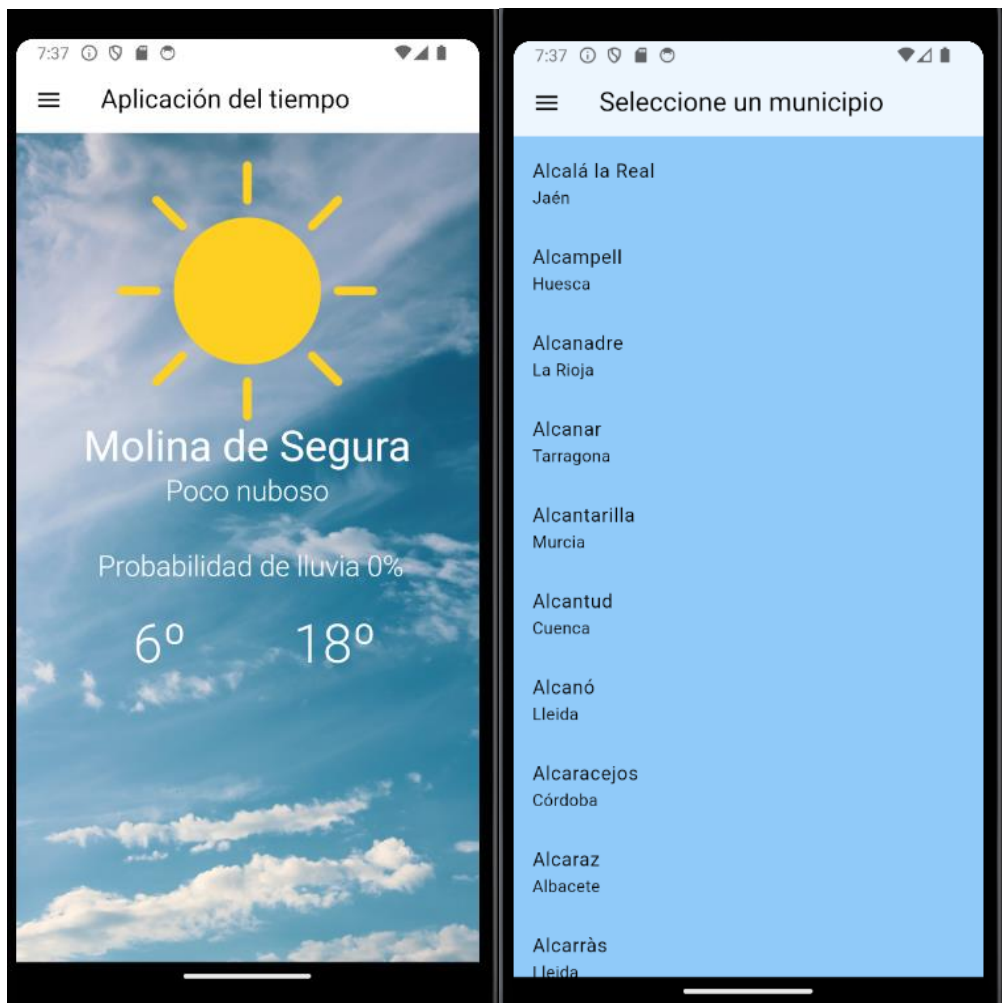 7:37
Aplicación del tiempo
Molina de Segura
Poco nuboso
Probabilidad de lluvia 0%
6º 18º
7:37
Seleccione un municipio
Alcalá la Real
Jaén
Alcampell
Huesca
Alcanadre
La Rioja
Alcanar
Tarragona
Alcantarilla
Murcia
Alcantud
Cuenca
Alcanó
Lleida
Alcaracejos
Córdoba
Alcaraz
Albacete
Alcarràs
Lleida